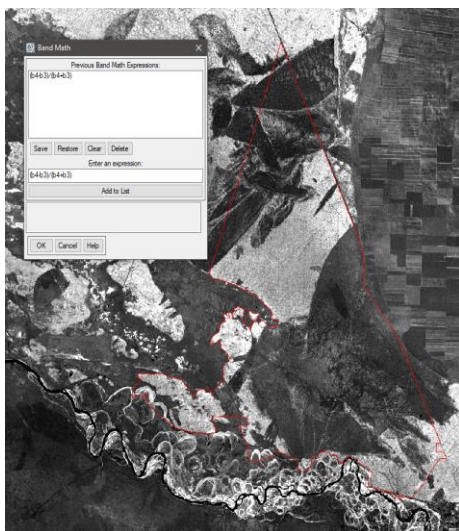 Band Math
Previous Band Math Expressions:
(b4-b3)/(b4+b3)
Save Restore Clear Delete
Enter an expression:
(b4-b3)/(b4+b3)
Add to List
OK Cancel Help